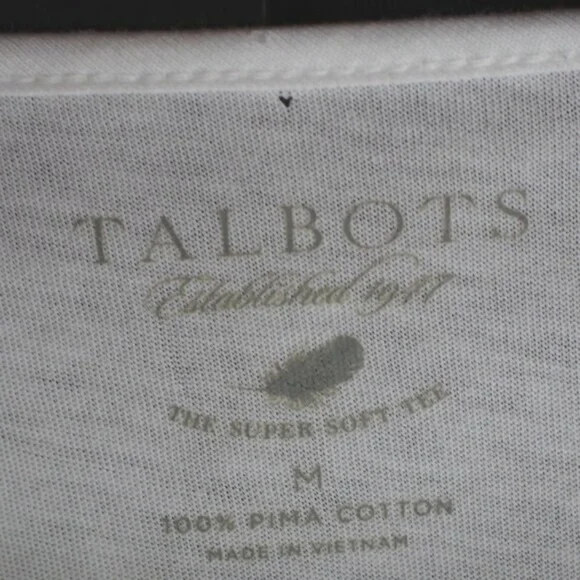 TALBOTS
Established 1947
THE SUPER SOFT TEE
M
100% PIMA COTTON
MADE IN VIETNAM